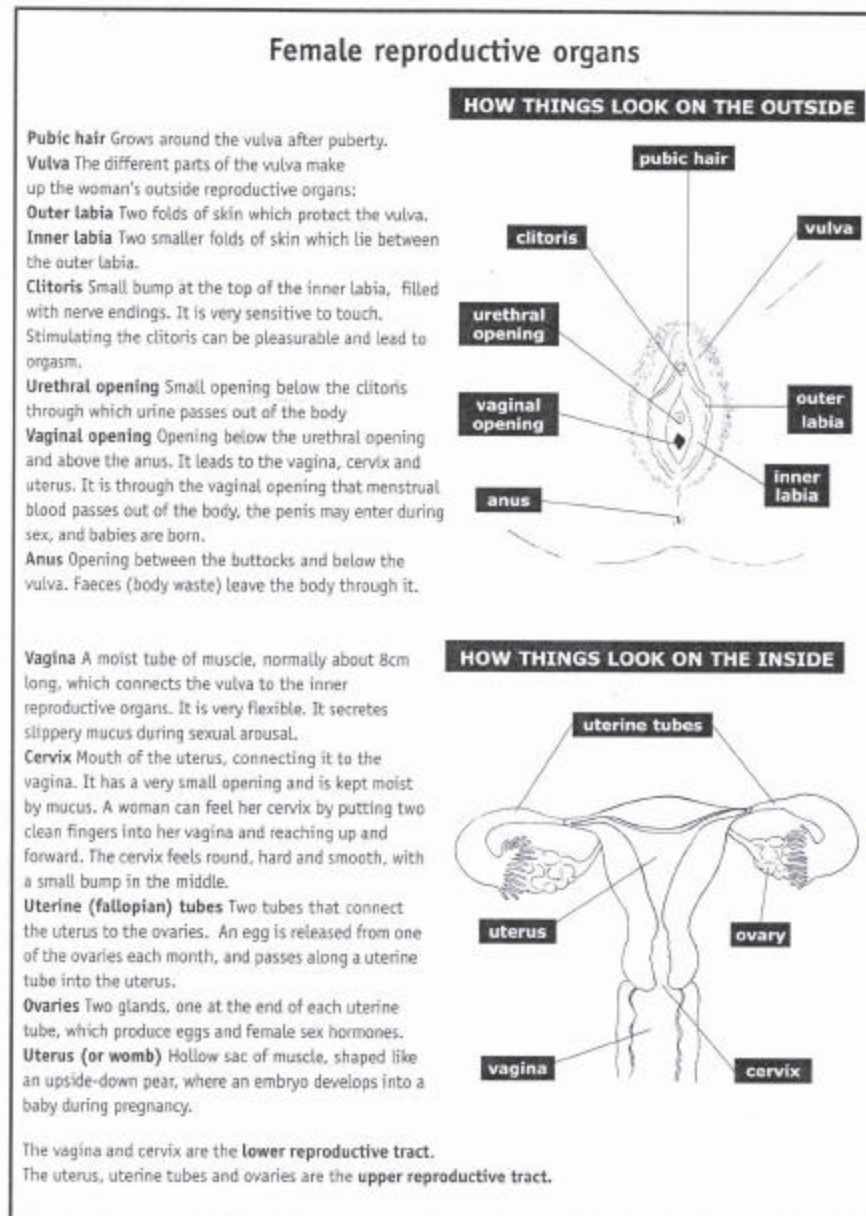 Female reproductive organs
HOW THINGS LOOK ON THE OUTSIDE
Pubic hair Grows around the vulva after puberty.
Vulva The different parts of the vulva make
up the woman's outside reproductive organs:
Outer labia Two folds of skin which protect the vulva.
Inner labia Two smaller folds of skin which lie between
the outer labia.
Clitoris Small bump at the top of the inner labia, filled
with nerve endings. It is very sensitive to touch.
Stimulating the clitoris can be pleasurable and lead to
orgasm.
Urethral opening Small opening below the clitoris
through which urine passes out of the body
Vaginal opening Opening below the urethral opening
and above the anus. It leads to the vagina, cervix and
uterus. It is through the vaginal opening that menstrual
blood passes out of the body, the penis may enter during
sex, and babies are born.
Anus Opening between the buttocks and below the
vulva. Faeces (body waste) leave the body through it.
pubic hair
clitoris
vulva
urethral
opening
vaginal
opening
outer
labia
inner
labia
anus
HOW THINGS LOOK ON THE INSIDE
Vagina A moist tube of muscle, normally about 8cm
long, which connects the vulva to the inner
reproductive organs. It is very flexible. It secretes
slippery mucus during sexual arousal.
Cervix Mouth of the uterus, connecting it to the
vagina. It has a very small opening and is kept moist
by mucus. A woman can feel her cervix by putting two
clean fingers into her vagina and reaching up and
forward. The cervix feels round, hard and smooth, with
a small bump in the middle.
Uterine (fallopian) tubes Two tubes that connect
the uterus to the ovaries. An egg is released from one
of the ovaries each month, and passes along a uterine
tube into the uterus.
Ovaries Two glands, one at the end of each uterine
tube, which produce eggs and female sex hormones.
Uterus (or womb) Hollow sac of muscle, shaped like
an upside-down pear, where an embryo develops into a
baby during pregnancy.
uterine tubes
uterus
ovary
vagina
cervix
The vagina and cervix are the lower reproductive tract.
The uterus, uterine tubes and ovaries are the upper reproductive tract.